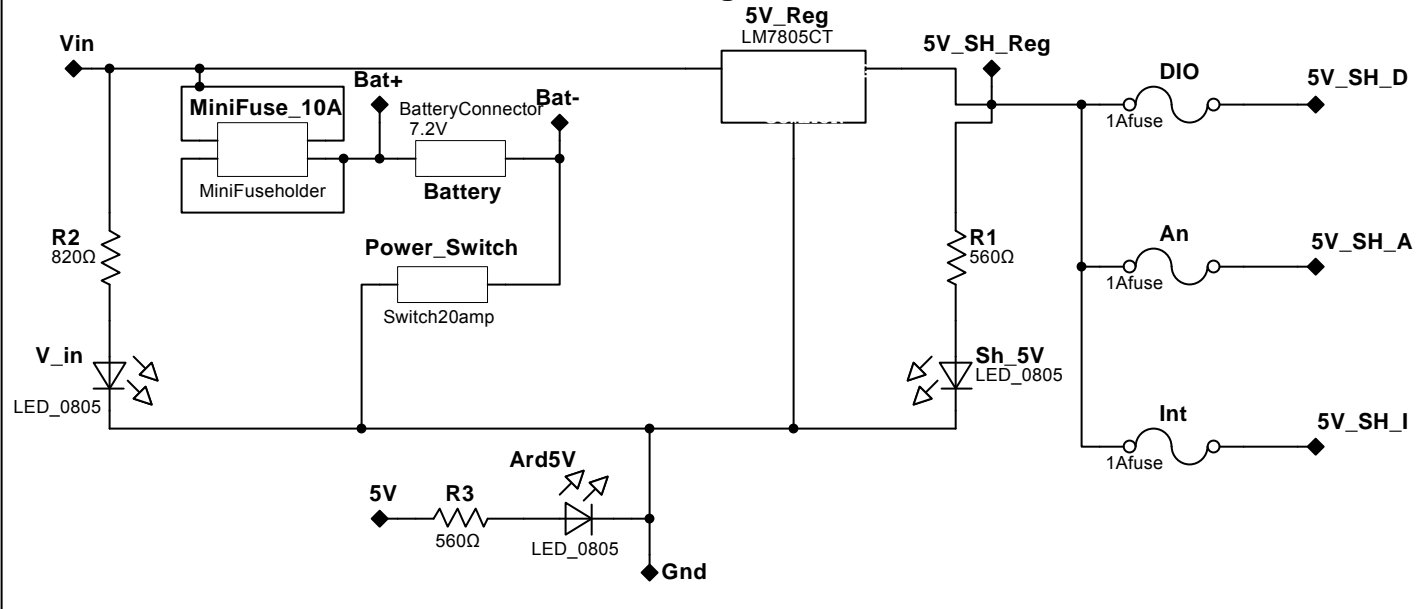 5V_Reg
LM7805CT
Vin
5V_SH_Reg
Bat+
DIO
5V_SH_D
MiniFuse_10A
BatteryConnector
Bat-
7.2V
1Afuse
MiniFuseholder
Battery
R2
820Ω
Power_Switch
R1
560Ω
An
5V_SH_A
1Afuse
Switch20amp
V_in
Sh_5V
LED_0805
LED_0805
Int
5V_SH_I
Ard5V
1Afuse
5V
R3
560Ω
LED_0805
Gnd